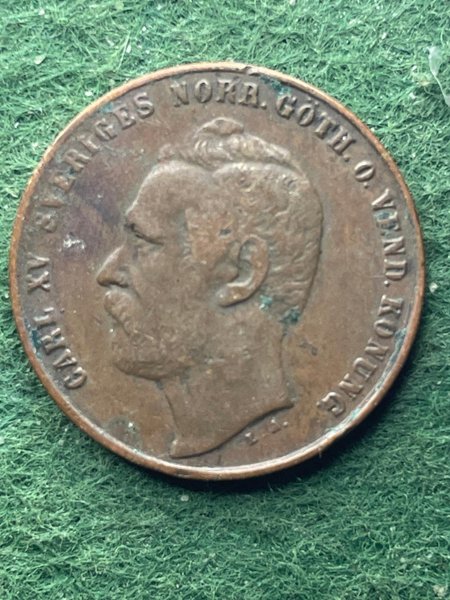 CARL XV SVERIGES NORR. GÖTH. O. VEND. KONUNG.
L.A.